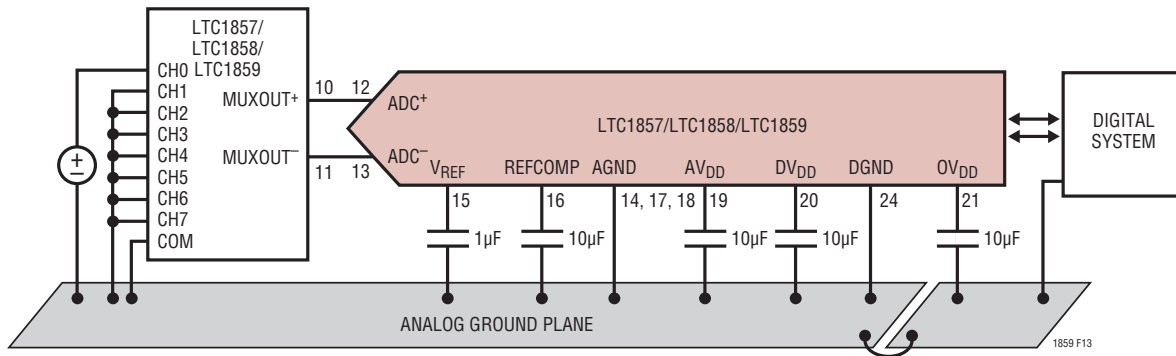 LTC1857/
LTC1858/
LTC1859
CH0
CH1
CH2
CH3
CH4
CH5
CH6
CH7
COM
MUXOUT+
MUXOUT–
10
11
12
13
ADC+
ADC–
LTC1857/LTC1858/LTC1859
VREF
REFCOMP
AGND
AVDD
DVDD
DGND
OVDD
15
16
14, 17, 18
19
20
24
21
1µF
10µF
10µF
10µF
10µF
DIGITAL
SYSTEM
+
–
ANALOG GROUND PLANE
1859 F13